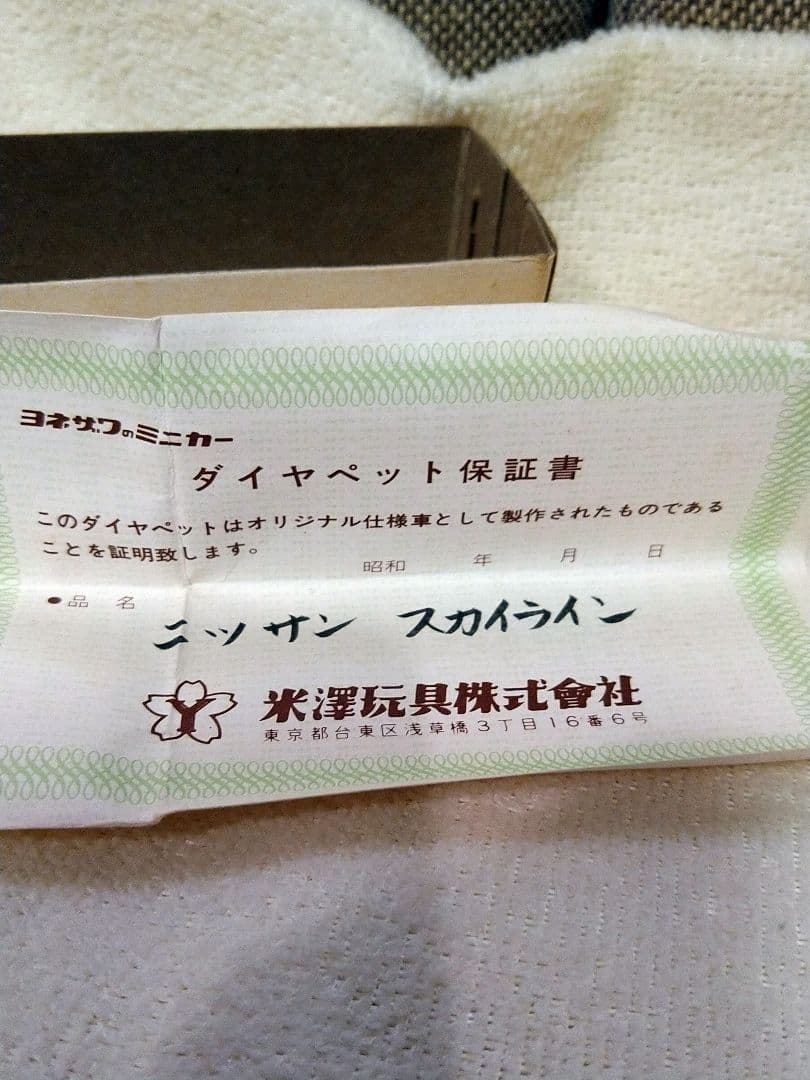 ヨネザワのミニカー
ダイヤペット保証書
このダイヤペットはオリジナル仕様車として製作されたものである
ことを証明致します。
昭和 年 月 日
●品 名
ニッサン スカイライン
Y
米澤玩具株式會社
東京都台東区浅草橋3丁目16番6号